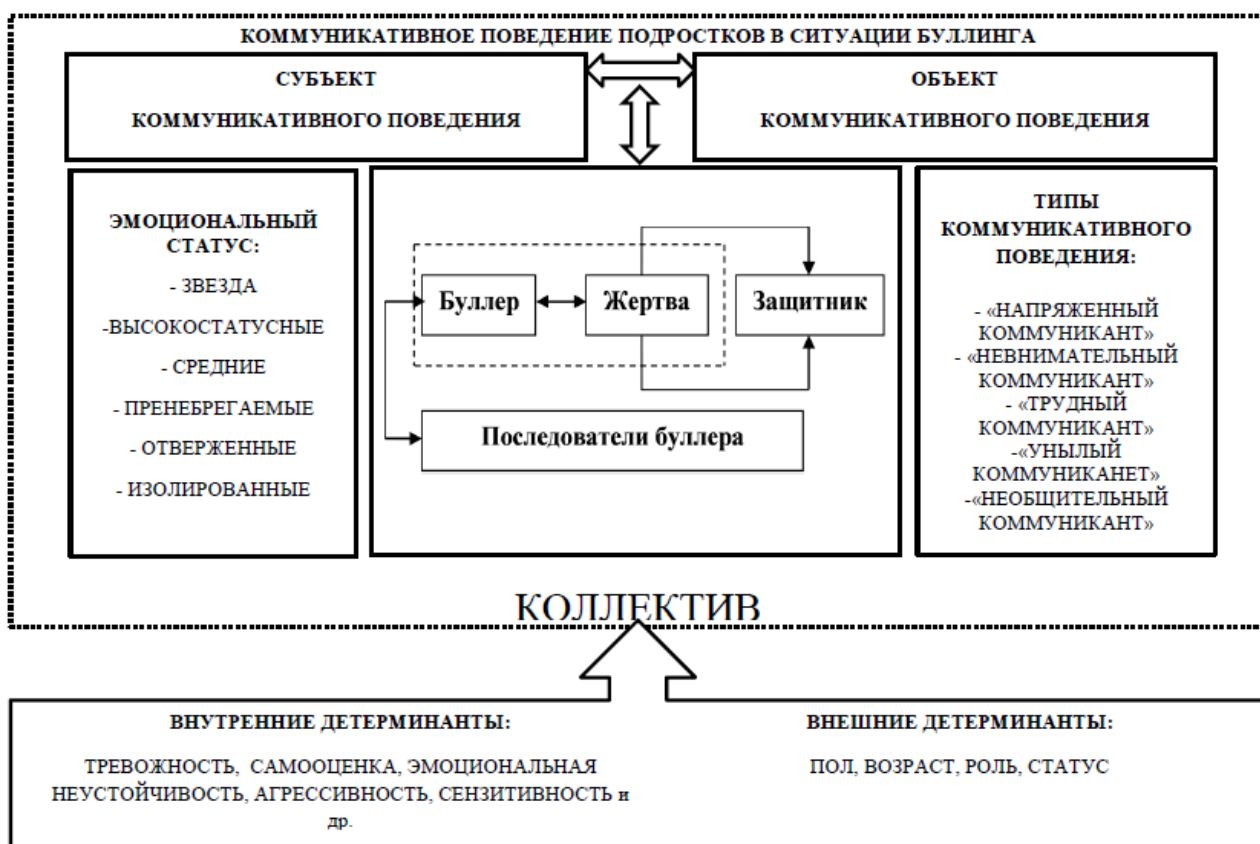 КОММУНИКАТИВНОЕ ПОВЕДЕНИЕ ПОДРОСТКОВ В СИТУАЦИИ БУЛЛИНГА
СУБЪЕКТ
КОММУНИКАТИВНОГО ПОВЕДЕНИЯ
ОБЪЕКТ
КОММУНИКАТИВНОГО ПОВЕДЕНИЯ
ЭМОЦИОНАЛЬНЫЙ
СТАТУС:
- ЗВЕЗДА
-ВЫСОКОСТАТУСНЫЕ
- СРЕДНИЕ
- ПРЕНЕБРЕГАЕМЫЕ
- ОТВЕРЖЕННЫЕ
- ИЗОЛИРОВАННЫЕ
Буллер
Жертва
Защитник
Последователи буллера
ТИПЫ
КОММУНИКАТИВНОГО
ПОВЕДЕНИЯ:
- «НАПРЯЖЕННЫЙ
КОММУНИКАНТ»
- «НЕВНИМАТЕЛЬНЫЙ
КОММУНИКАНТ»
- «ТРУДНЫЙ
КОММУНИКАНТ»
-«УНЫЛЫЙ
КОММУНИКАНЕТ»
-«НЕОБЩИТЕЛЬНЫЙ
КОММУНИКАНТ»
КОЛЛЕКТИВ
ВНУТРЕННИЕ ДЕТЕРМИНАНТЫ:
ТРЕВОЖНОСТЬ, САМООЦЕНКА, ЭМОЦИОНАЛЬНАЯ
НЕУСТОЙЧИВОСТЬ, АГРЕССИВНОСТЬ, СЕНЗИТИВНОСТЬ и
др.
ВНЕШНИЕ ДЕТЕРМИНАНТЫ:
ПОЛ, ВОЗРАСТ, РОЛЬ, СТАТУС